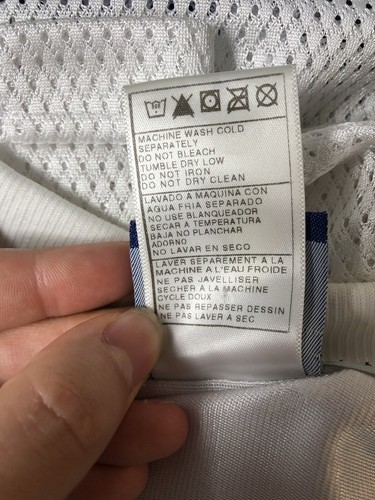 MACHINE WASH COLD
SEPARATELY
DO NOT BLEACH
TUMBLE DRY LOW
DO NOT IRON
DO NOT DRY CLEAN
LAVADO A MAQUINA CON
AGUA FRIA SEPARADO
NO USE BLANQUEADOR
SECAR A TEMPERATURA
BAJA NO PLANCHAR
ADORNO
NO LAVAR EN SECO
LAVER SEPAREMENT A LA
MACHINE A L'EAU FROIDE
NE PAS JAVELLISER
SECHER A LA MACHINE
CYCLE DOUX
NE PAS REPASSER DESSIN
NE PAS LAVER A SEC